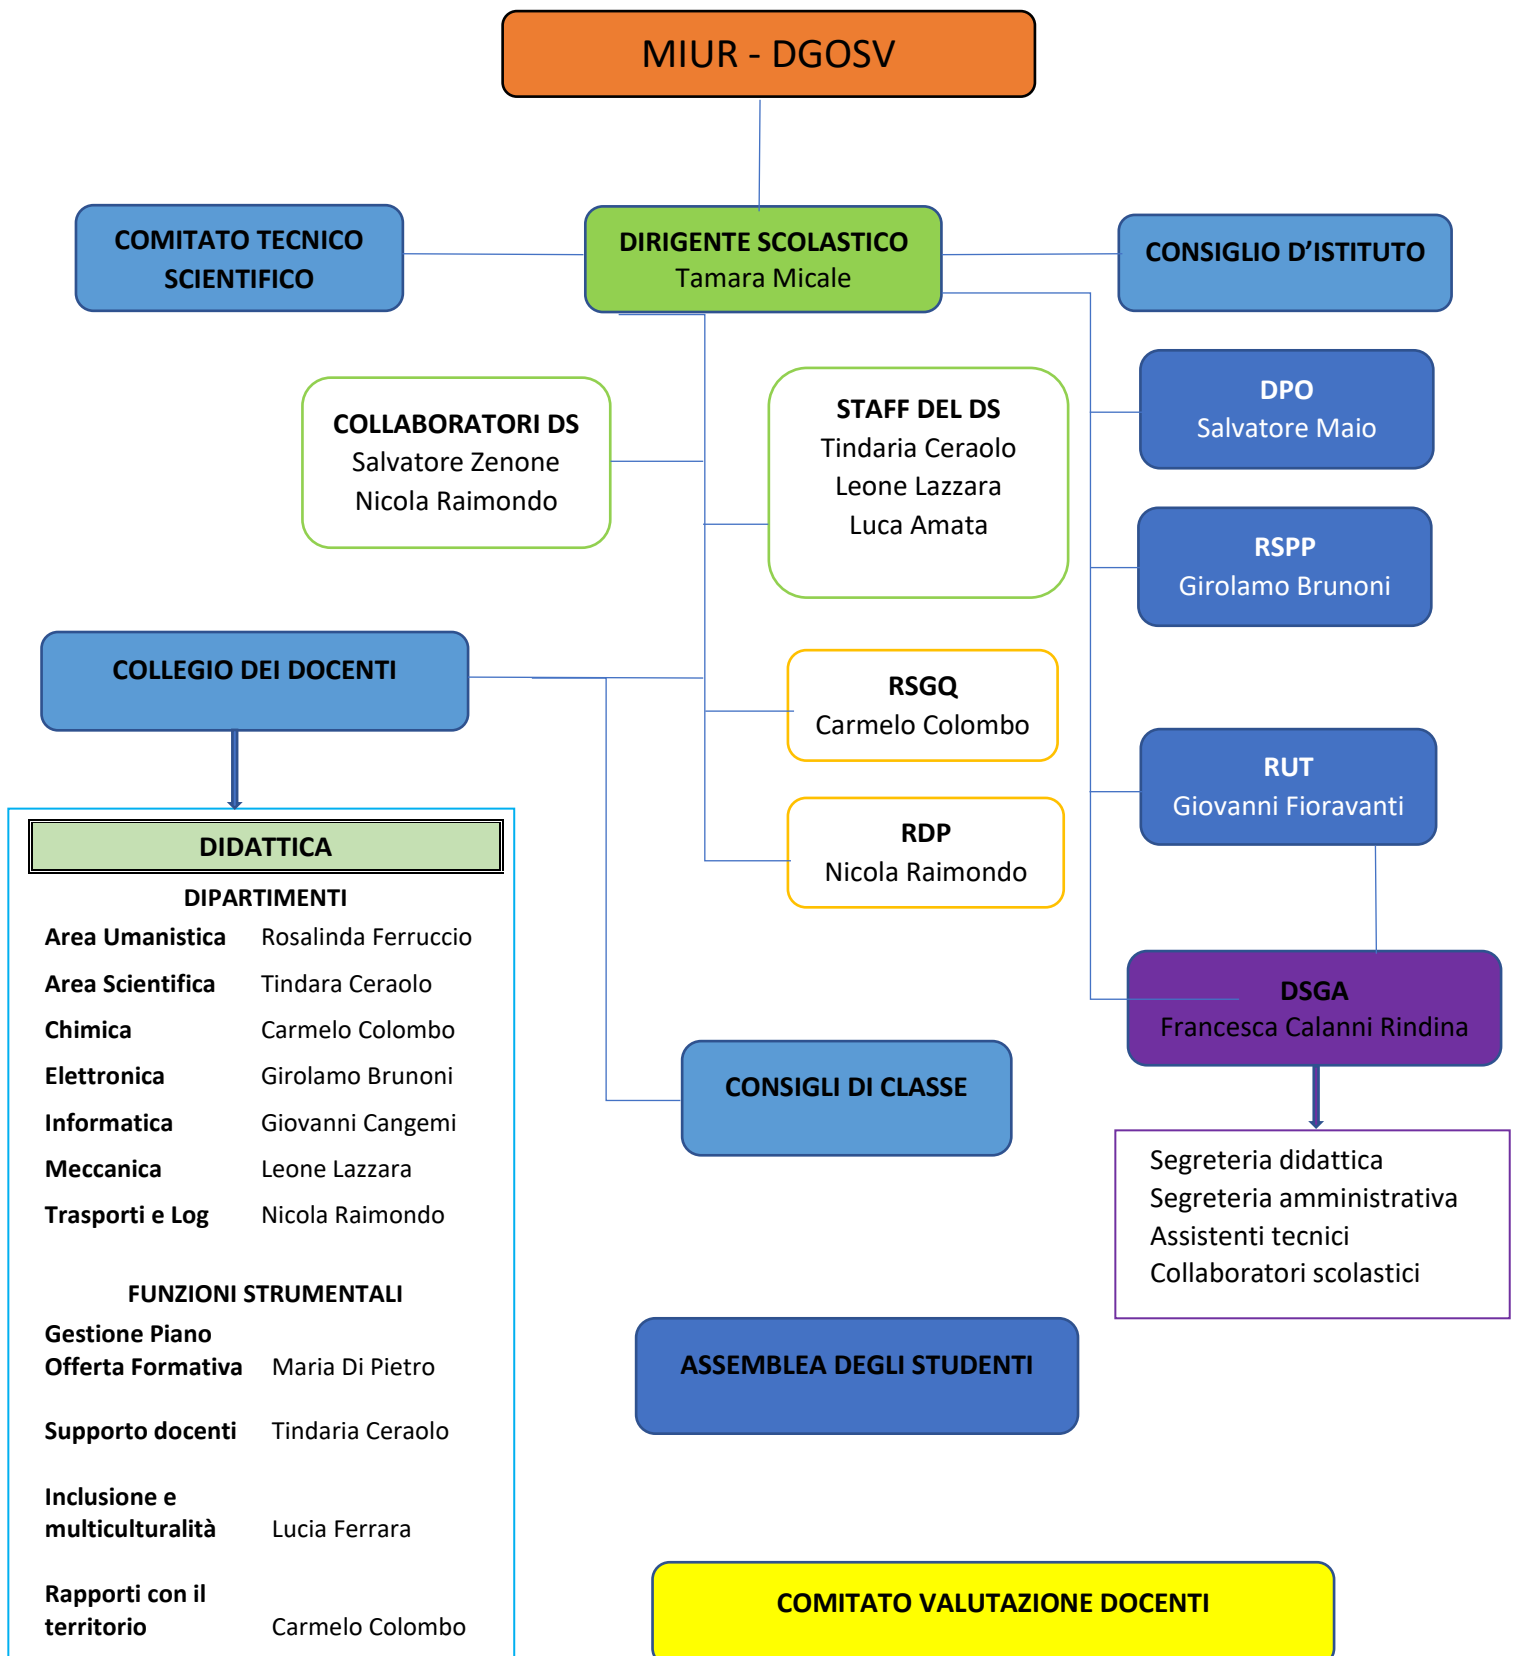 MIUR - DGOSV
COMITATO TECNICO
SCIENTIFICO
DIRIGENTE SCOLASTICO
Tamara Micale
CONSIGLIO D’ISTITUTO
COLLABORATORI DS
Salvatore Zenone
Nicola Raimondo
STAFF DEL DS
Tindaria Ceraolo
Leone Lazzara
Luca Amata
DPO
Salvatore Maio
RSPP
Girolamo Brunoni
COLLEGIO DEI DOCENTI
RSGQ
Carmelo Colombo
RUT
Giovanni Fioravanti
RDP
Nicola Raimondo
DSGA
Francesca Calanni Rindina
Segreteria didattica
Segreteria amministrativa
Assistenti tecnici
Collaboratori scolastici
DIDATTICA
DIPARTIMENTI
Area Umanistica Rosalinda Ferruccio
Area Scientifica Tindara Ceraolo
Chimica Carmelo Colombo
Elettronica Girolamo Brunoni
Informatica Giovanni Cangemi
Meccanica Leone Lazzara
Trasporti e Log Nicola Raimondo
FUNZIONI STRUMENTALI
Gestione Piano
Offerta Formativa Maria Di Pietro
Supporto docenti Tindaria Ceraolo
Inclusione e
multiculturalità Lucia Ferrara
Rapporti con il
territorio Carmelo Colombo
CONSIGLI DI CLASSE
ASSEMBLEA DEGLI STUDENTI
COMITATO VALUTAZIONE DOCENTI